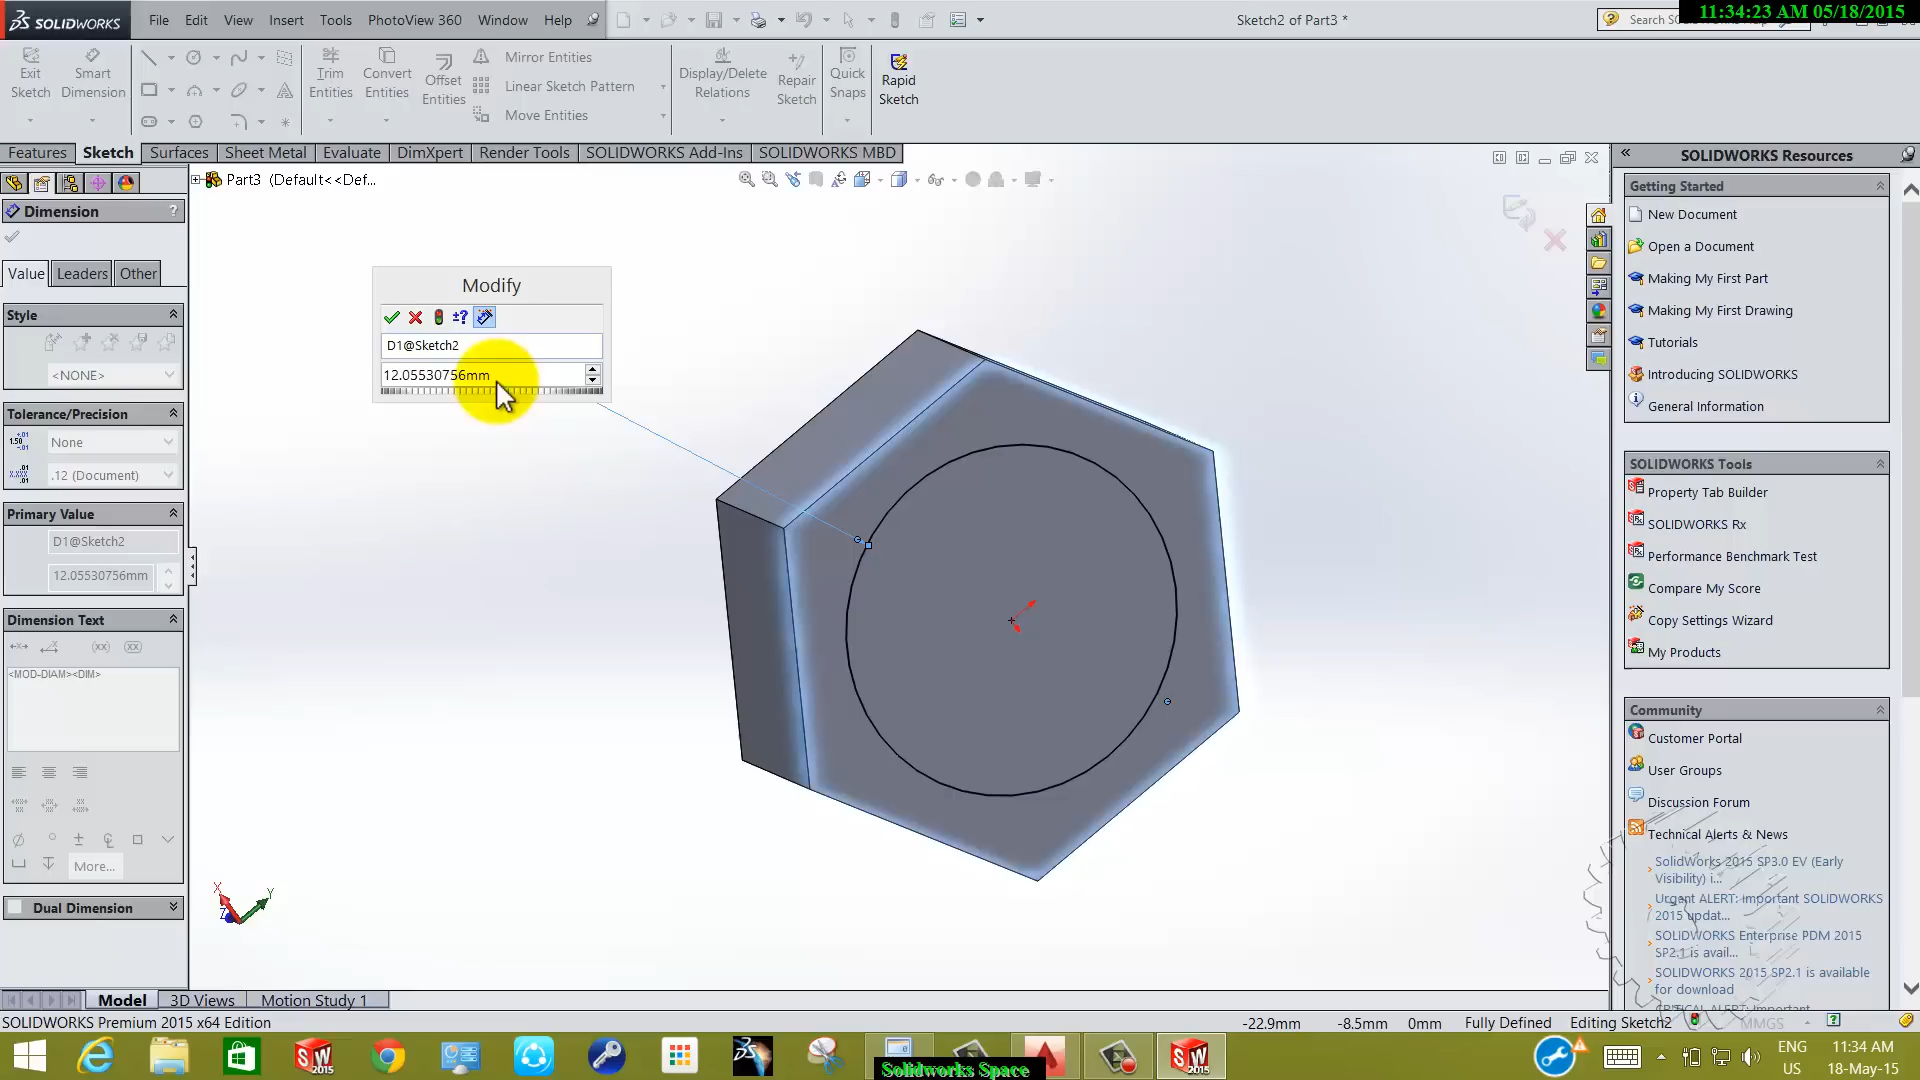 SOLIDWORKS
File Edit View Insert Tools PhotoView 360 Window Help
Sketch2 of Part3 *
Search SO
11:34:23 AM 05/18/2015
Exit Sketch
Smart Dimension
Trim Entities
Convert Entities
Offset Entities
Mirror Entities
Linear Sketch Pattern
Move Entities
Display/Delete Relations
Repair Sketch
Quick Snaps
Rapid Sketch
Features Sketch Surfaces Sheet Metal Evaluate DimXpert Render Tools SOLIDWORKS Add-Ins SOLIDWORKS MBD
Part3 (Default<<Def...
Dimension ?
Value Leaders Other
Style
<NONE>
Tolerance/Precision
None
.12 (Document)
Primary Value
D1@Sketch2
12.05530756mm
Dimension Text
<MOD-DIAM><DIM>
More...
Dual Dimension
Modify
D1@Sketch2
12.05530756mm
X
Y
Z
SOLIDWORKS Resources
Getting Started
New Document
Open a Document
Making My First Part
Making My First Drawing
Tutorials
Introducing SOLIDWORKS
General Information
SOLIDWORKS Tools
Property Tab Builder
SOLIDWORKS Rx
Performance Benchmark Test
Compare My Score
Copy Settings Wizard
My Products
Community
Customer Portal
User Groups
Discussion Forum
Technical Alerts & News
SolidWorks 2015 SP3.0 EV (Early
Visibility) i...
Urgent ALERT: Important SOLIDWORKS
2015 updat...
SOLIDWORKS Enterprise PDM 2015
SP2.1 is avail...
SOLIDWORKS 2015 SP2.1 is available
for download
CRITICAL ALERT: Important
Model 3D Views Motion Study 1
SOLIDWORKS Premium 2015 x64 Edition
-22.9mm -8.5mm 0mm Fully Defined Editing Sketch2 MMGS
Solidworks Space
ENG
US
11:34 AM
18-May-15